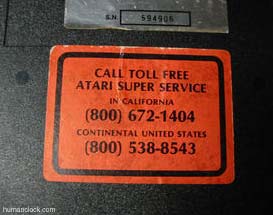 S.N. 594906
CALL TOLL FREE
ATARI SUPER SERVICE
IN CALIFORNIA
(800) 672-1404
CONTINENTAL UNITED STATES
(800) 538-8543
humanclock.com